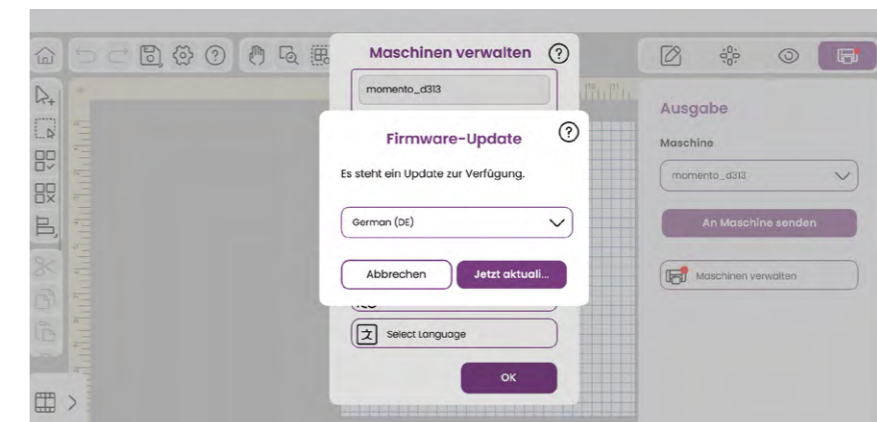 Maschinen verwalten
momento_d313
Firmware-Update
Es steht ein Update zur Verfügung.
German (DE)
Abbrechen
Jetzt aktuali...
Select Language
OK
Ausgabe
Maschine
momento_d313
An Maschine senden
Maschinen verwalten